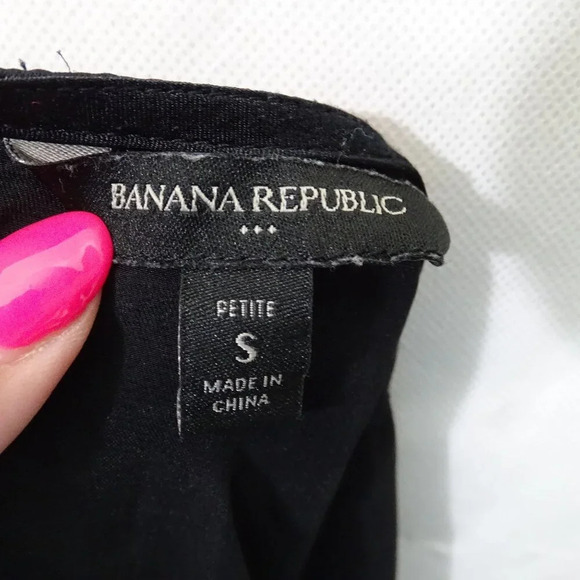 BANANA REPUBLIC
PETITE
S
MADE IN
CHINA